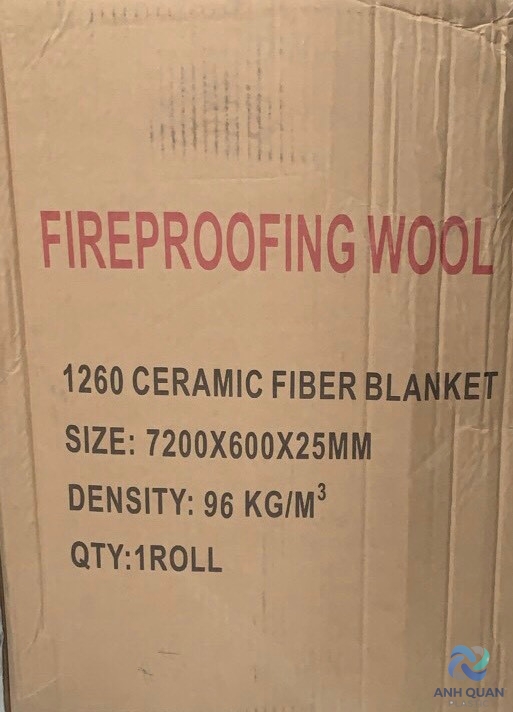 FIREPROOFING WOOL
1260 CERAMIC FIBER BLANKET
SIZE: 7200X600X25MM
DENSITY: 96 KG/M³
QTY:1ROLL
ANH QUAN